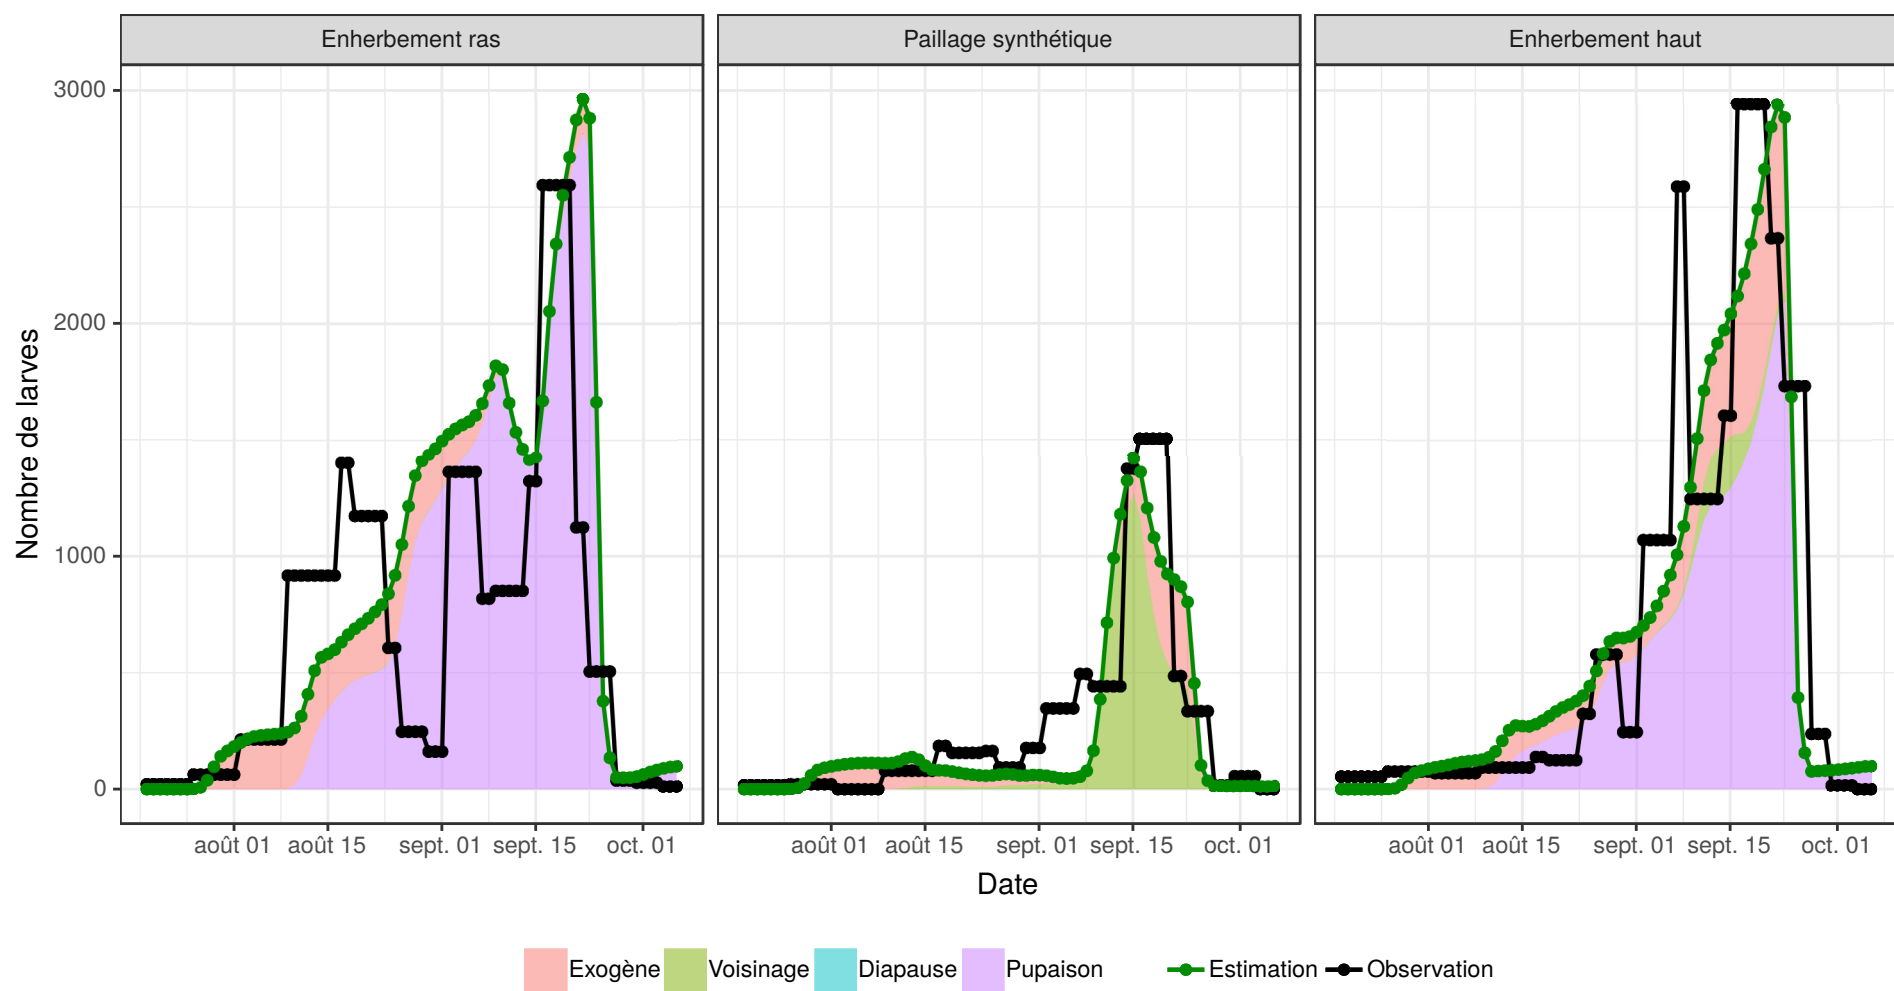 Enherbement ras
Paillage synthétique
Enherbement haut
Nombre de larves
3000
2000
1000
0
août 01 août 15 sept. 01 sept. 15 oct. 01
août 01 août 15 sept. 01 sept. 15 oct. 01
août 01 août 15 sept. 01 sept. 15 oct. 01
Date
Exogène Voisinage Diapause Pupaison Estimation Observation